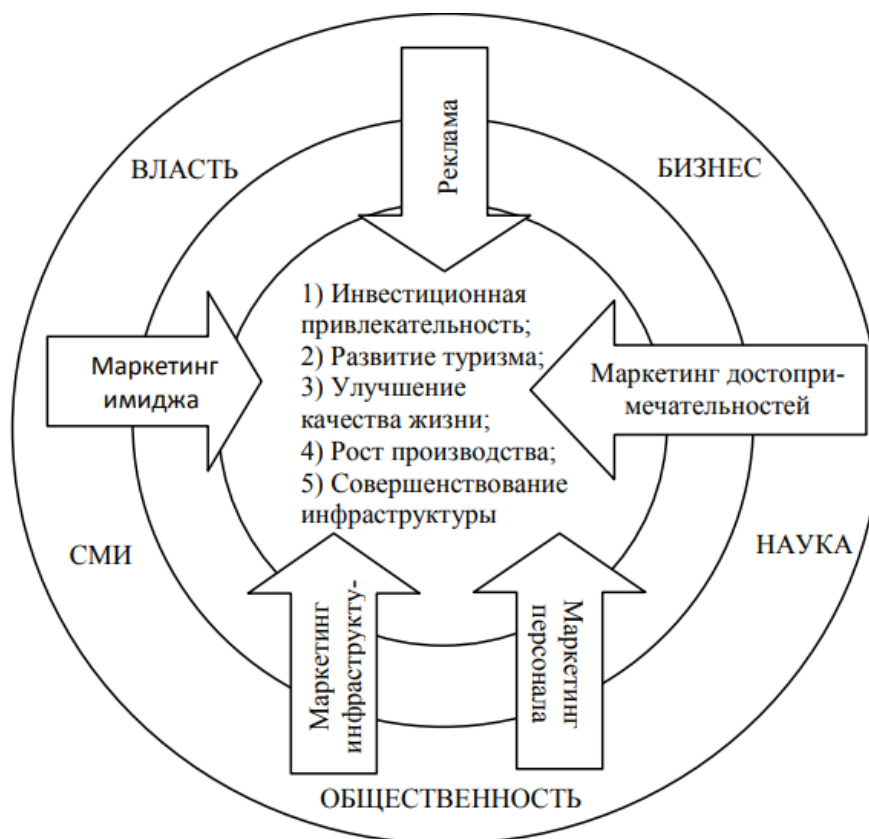 Реклама
ВЛАСТЬ
БИЗНЕС
1) Инвестиционная
привлекательность;
2) Развитие туризма;
3) Улучшение
качества жизни;
4) Рост производства;
5) Совершенствование
инфраструктуры
Маркетинг
имиджа
Маркетинг достопри-
мечательностей
СМИ
НАУКА
Маркетинг
инфраструкту-
Маркетинг
персонала
ОБЩЕСТВЕННОСТЬ